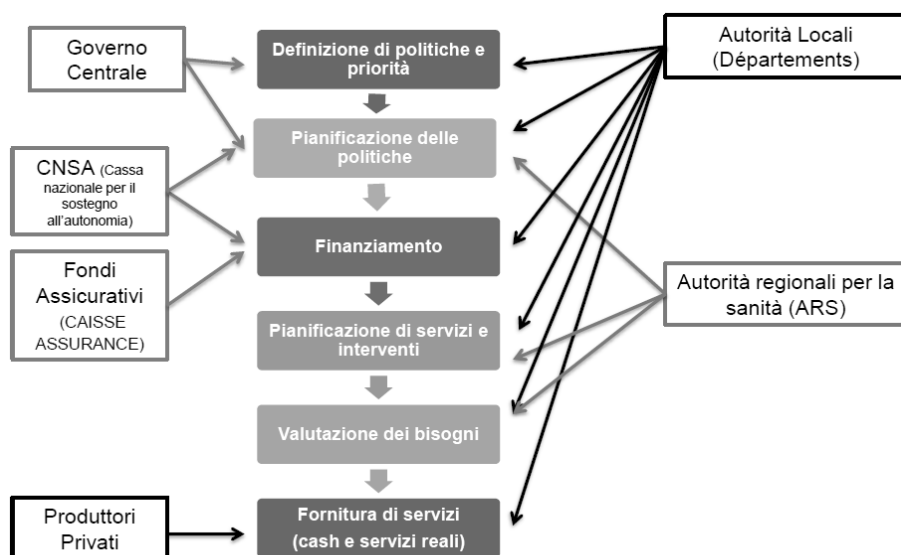 Governo
Centrale
CNSA (Cassa
nazionale per il
sostegno
all'autonomia)
Fondi
Assicurativi
(CAISSE
ASSURANCE)
Produttori
Privati
Definizione di politiche e
priorità
Pianificazione delle
politiche
Finanziamento
Pianificazione di servizi e
interventi
Valutazione dei bisogni
Fornitura di servizi
(cash e servizi reali)
Autorità Locali
(Départements)
Autorità regionali per la
sanità (ARS)